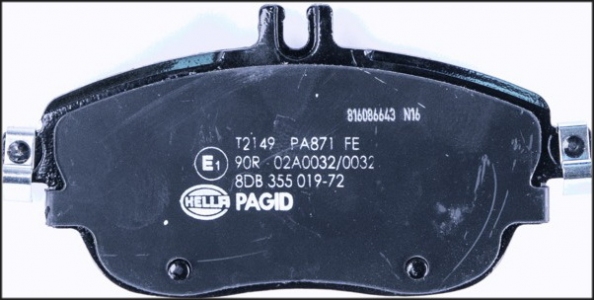 816086643 N16
T2149 PA871 FE
E1 90R - 02A0032/0032
8DB 355 019-72
HELLA PAGID